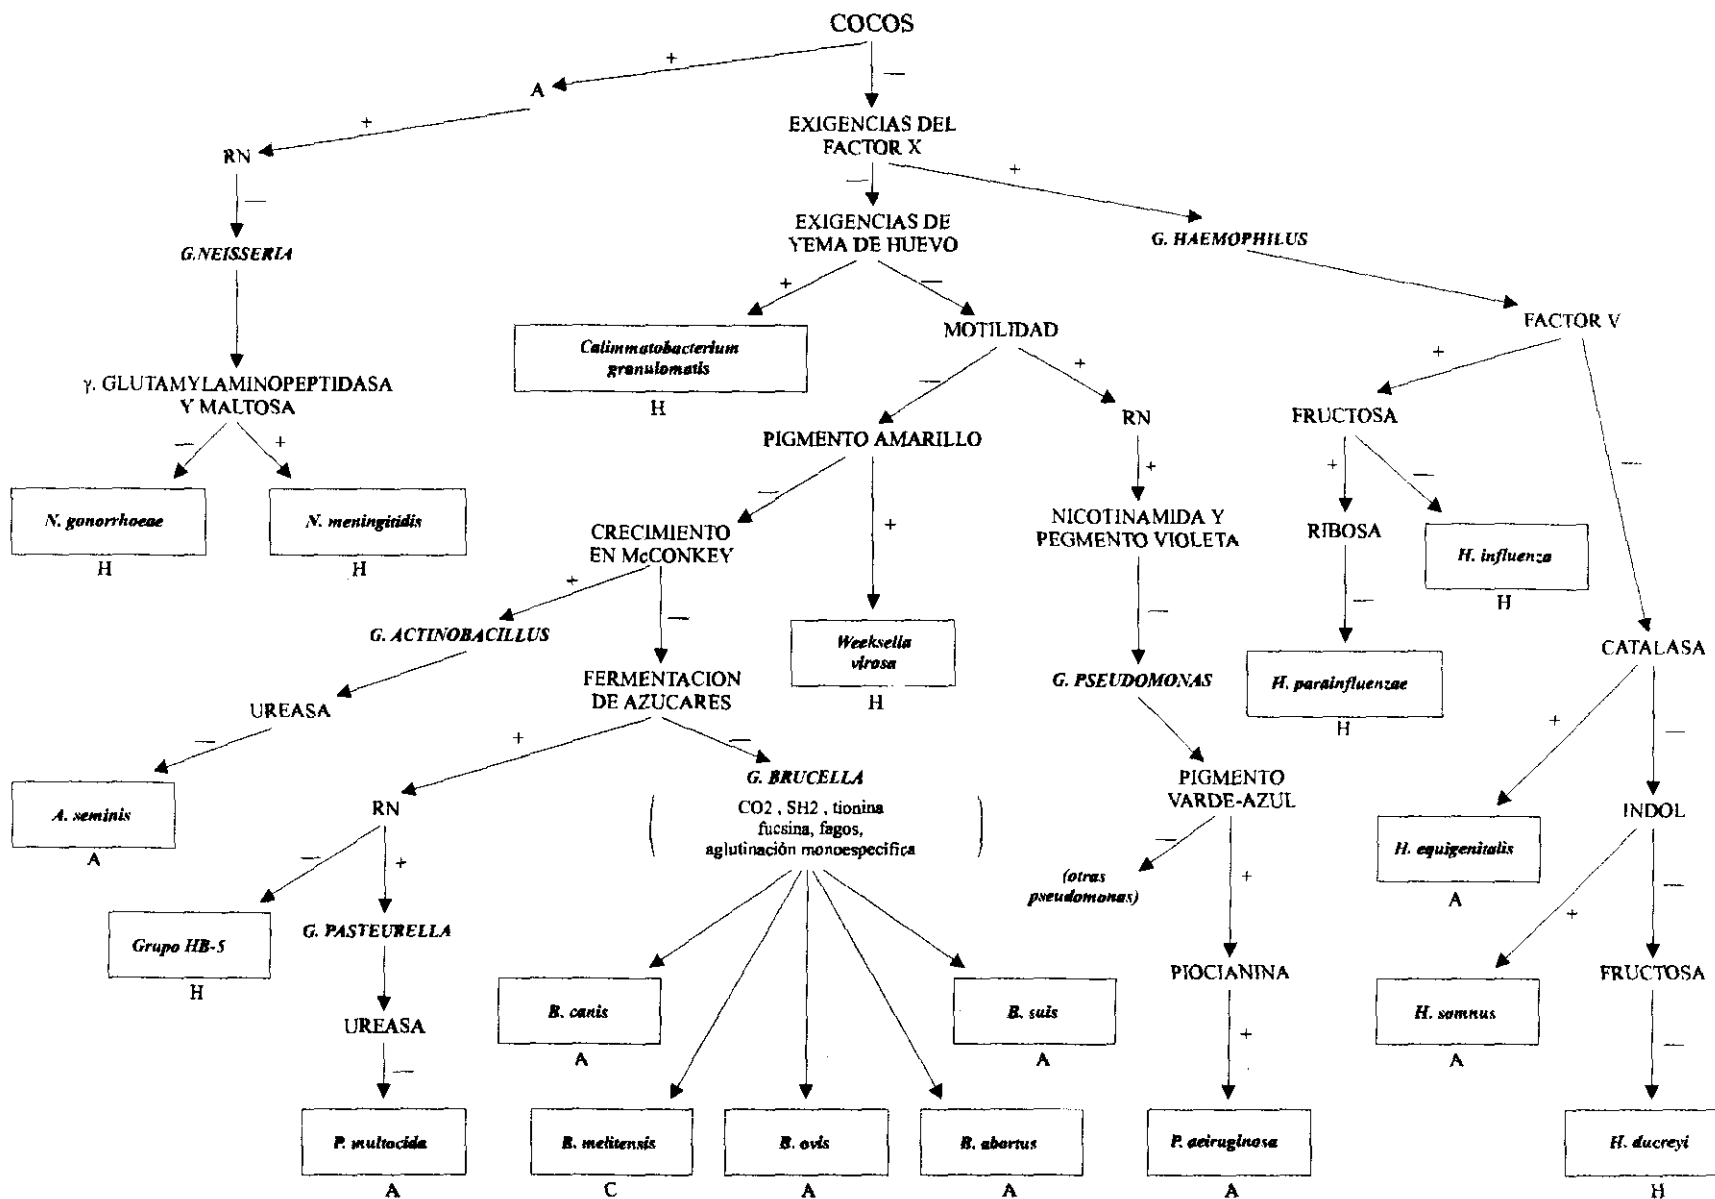 COCOS
+
—
A
+
EXIGENCIAS DEL
FACTOR X
RN
—
+
—
EXIGENCIAS DE
YEMA DE HUEVO
G. HAEMOPHILUS
G.NEISSERIA
+
—
—
MOTILIDAD
FACTOR V
Calimmatobacterium
granulomatis
H
+
—
+
—
γ. GLUTAMYLAMINOPEPTIDASA
Y MALTOSA
RN
FRUCTOSA
—
+
PIGMENTO AMARILLO
+
+
—
—
+
N. gonorrhoeae
H
N. meningitidis
H
CRECIMIENTO
EN McCONKEY
NICOTINAMIDA Y
PEGMENTO VIOLETA
RIBOSA
H. influenza
H
+
—
—
—
G. ACTINOBACILLUS
Weeksella
virosa
H
CATALASA
FERMENTACION
DE AZUCARES
G. PSEUDOMONAS
H. parainfluenzae
H
UREASA
—
+
—
+
—
A. seminis
A
RN
G. BRUCELLA
CO2 , SH2 , tionina
fucsina, fagos,
aglutinación monoespecifica
PIGMENTO
VARDE-AZUL
INDOL
H. equigenitalis
A
—
+
—
+
+
—
(otras
pseudomonas)
Grupo HB-5
H
G. PASTEURELLA
PIOCIANINA
FRUCTOSA
B. canis
A
B. suis
A
H. somnus
A
UREASA
+
—
—
P. multocida
A
B. melitensis
C
B. ovis
A
B. abortus
A
P. aeiruginosa
A
H. ducreyi
H